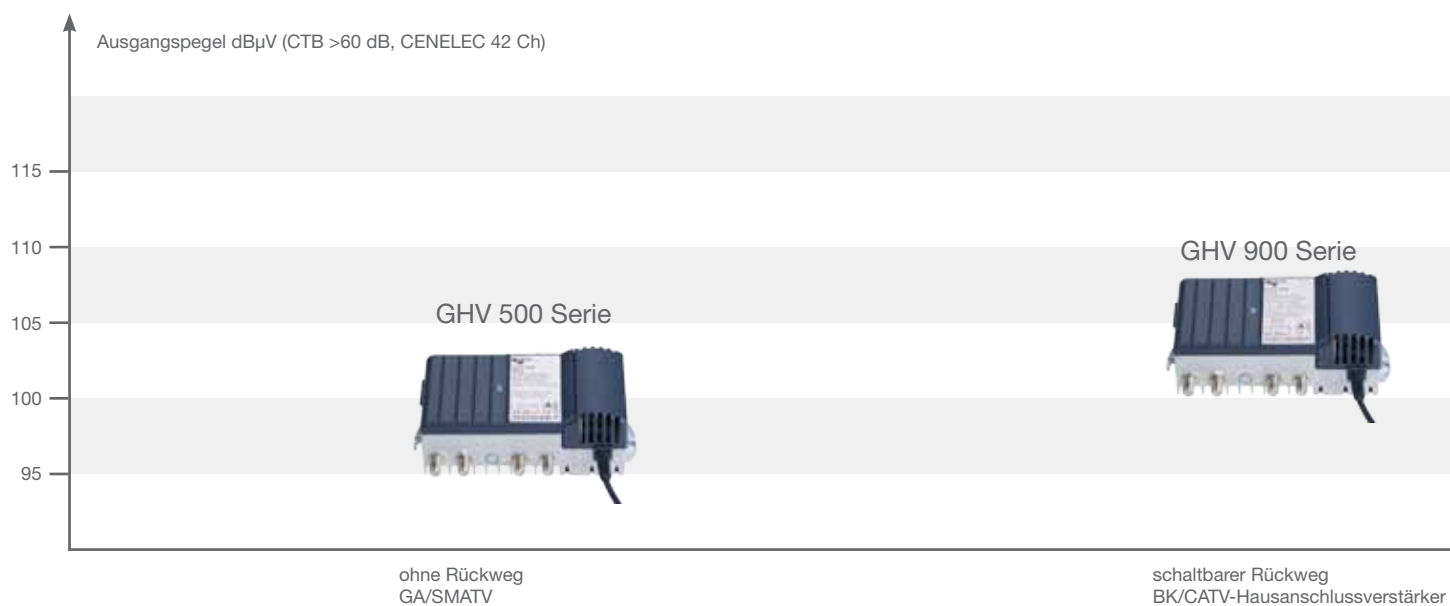 Ausgangspegel dBµV (CTB >60 dB, CENELEC 42 Ch)
115
110
GHV 900 Serie
105
GHV 500 Serie
100
95
ohne Rückweg
GA/SMATV
schaltbarer Rückweg
BK/CATV-Hausanschlussverstärker